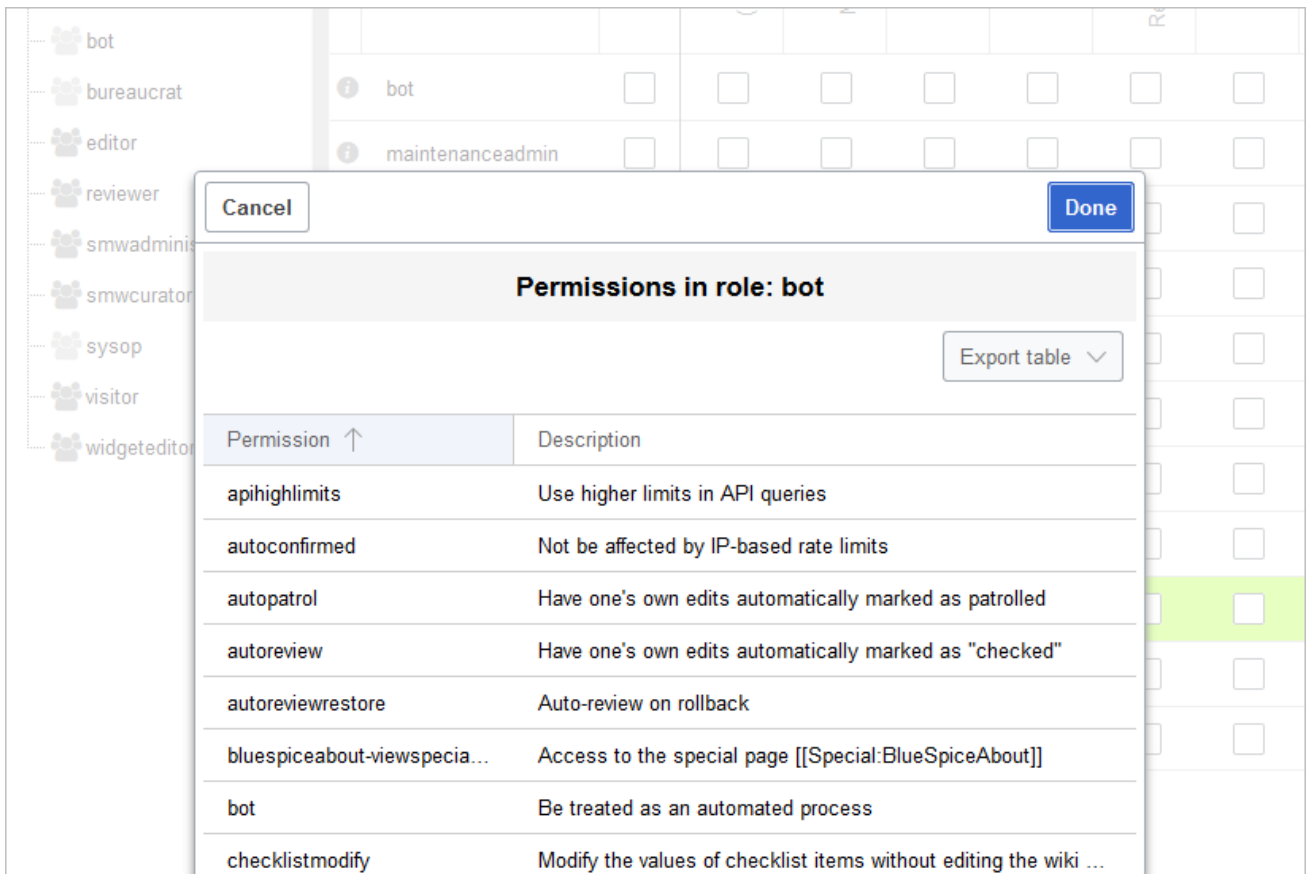 bot
bureaucrat
editor
reviewer
smwadminis
smwcurator
sysop
visitor
widgeteditor
Re
bot
maintenanceadmin
Cancel
Done
Permissions in role: bot
Export table
Permission
Description
apihighlimits
Use higher limits in API queries
autoconfirmed
Not be affected by IP-based rate limits
autopatrol
Have one's own edits automatically marked as patrolled
autoreview
Have one's own edits automatically marked as "checked"
autoreviewrestore
Auto-review on rollback
bluespiceabout-viewspecia...
Access to the special page [[Special:BlueSpiceAbout]]
bot
Be treated as an automated process
checklistmodify
Modify the values of checklist items without editing the wiki ...